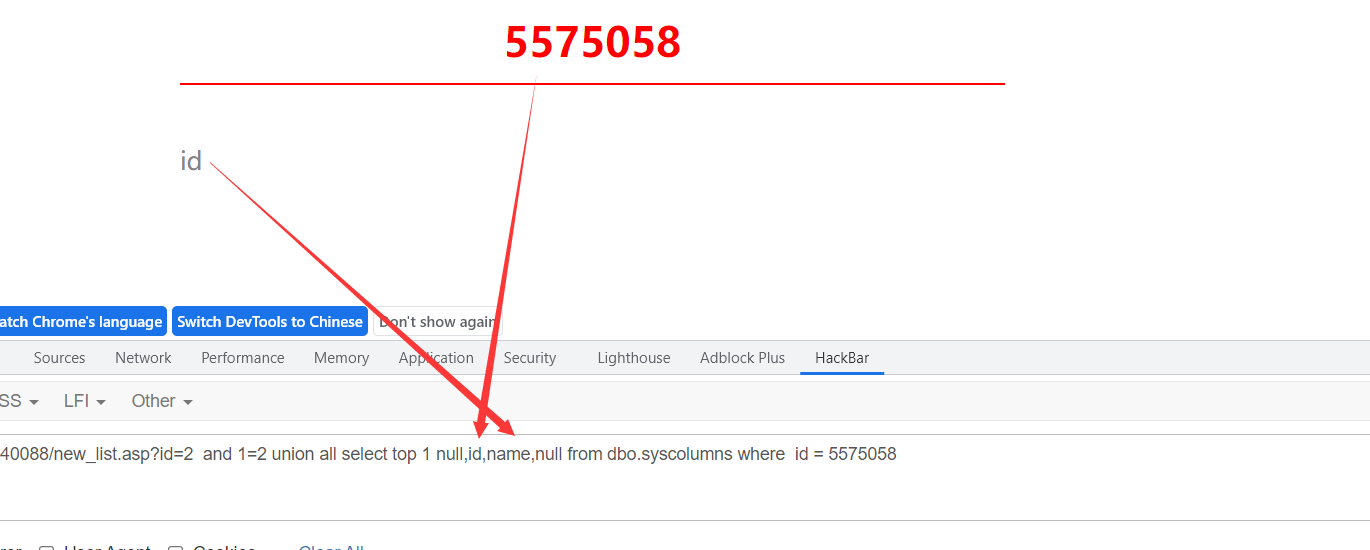 5575058
id
atch Chrome's language Switch DevTools to Chinese Don't show again
Sources Network Performance Memory Application Security Lighthouse Adblock Plus HackBar
SS LFI Other
40088/new_list.asp?id=2 and 1=2 union all select top 1 null,id,name,null from dbo.syscolumns where id = 5575058
User Agent Cookies Clear All